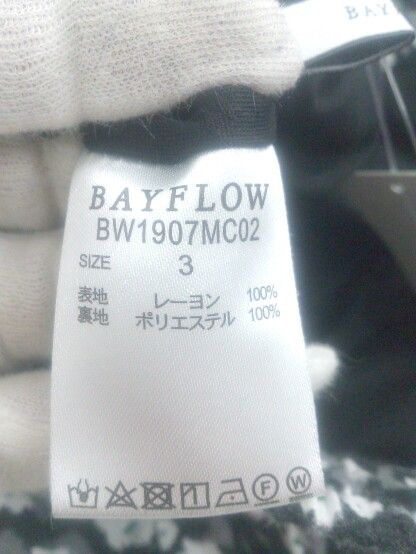 BAY
BAYFLOW
BW1907MC02
SIZE 3
表地 レーヨン 100%
裏地 ポリエステル 100%
F W